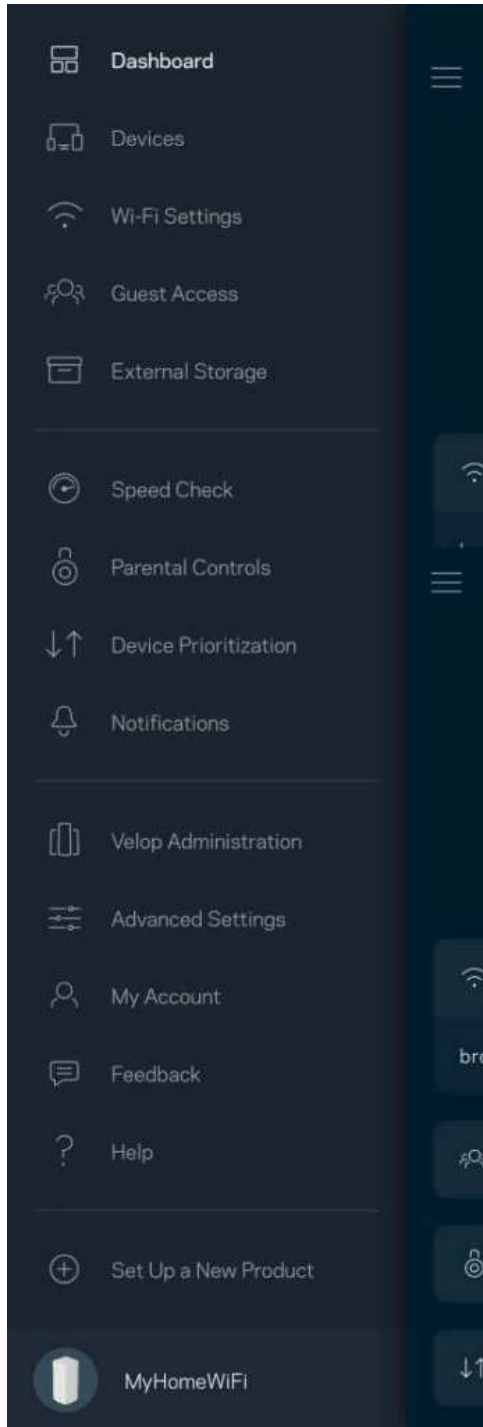 Dashboard
Devices
Wi-Fi Settings
Guest Access
External Storage
Speed Check
Parental Controls
Device Prioritization
Notifications
Velop Administration
Advanced Settings
My Account
bro
Feedback
Help
Set Up a New Product
MyHomeWiFi